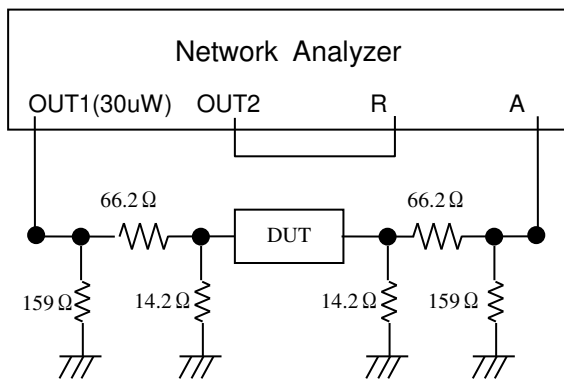 Network Analyzer
OUT1(30uW) OUT2 R A
66.2 Ω 66.2 Ω
DUT
159 Ω 14.2 Ω 14.2 Ω 159 Ω